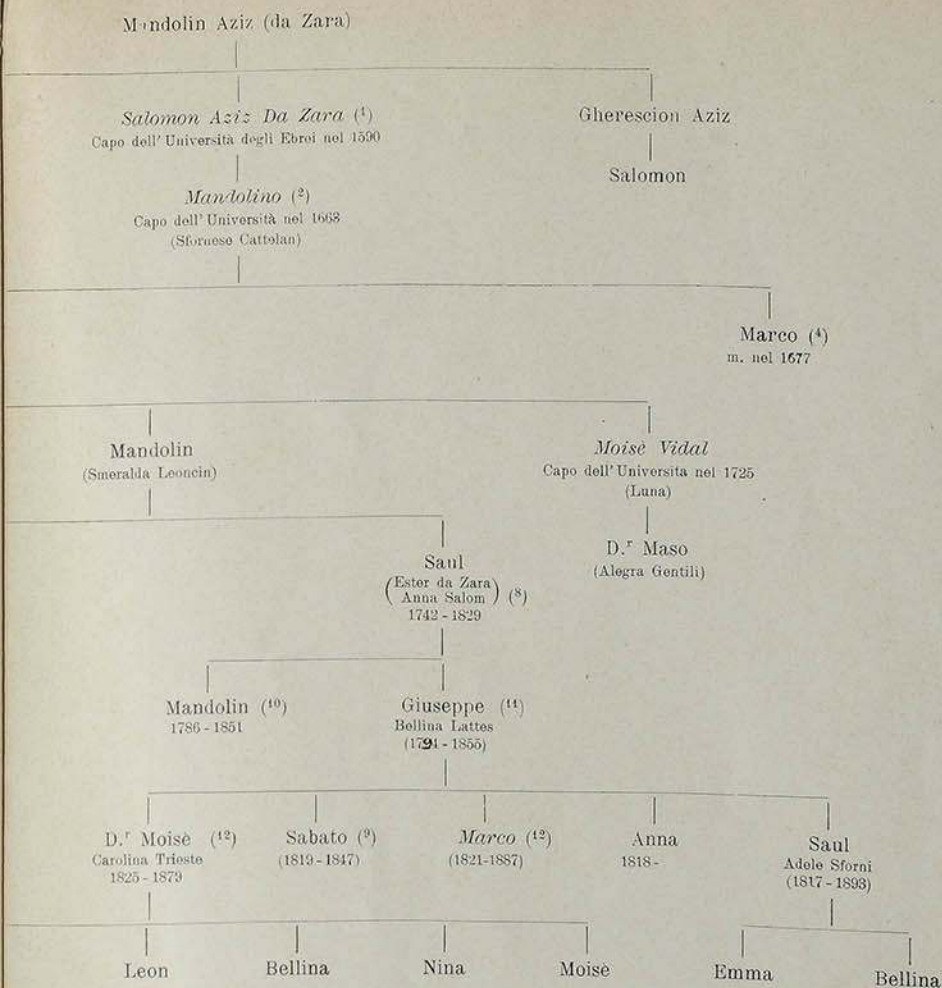 Mandolin Aziz (da Zara)
Salomon Aziz Da Zara (¹)
Capo dell'Università degli Ebrei nel 1590
Gherescion Aziz
Salomon
Mandolino (²)
Capo dell'Università nel 1663
(Sfornese Cattelan)
Marco (⁴)
m. nel 1677
Mandolin
(Smeralda Leoncin)
Moisè Vidal
Capo dell'Universita nel 1725
(Luna)
D.ʳ Maso
(Alegra Gentili)
Saul
(Ester da Zara
Anna Salom) (⁸)
1742 - 1829
Mandolin (¹⁰)
1786 - 1851
Giuseppe (¹¹)
Bellina Lattes
(1791 - 1855)
D.ʳ Moisè (¹²)
Carolina Trieste
1825 - 1879
Sabato (⁹)
(1819 - 1847)
Marco (¹²)
(1821-1887)
Anna
1818 -
Saul
Adele Sforni
(1817 - 1893)
Leon
Bellina
Nina
Moisè
Emma
Bellina